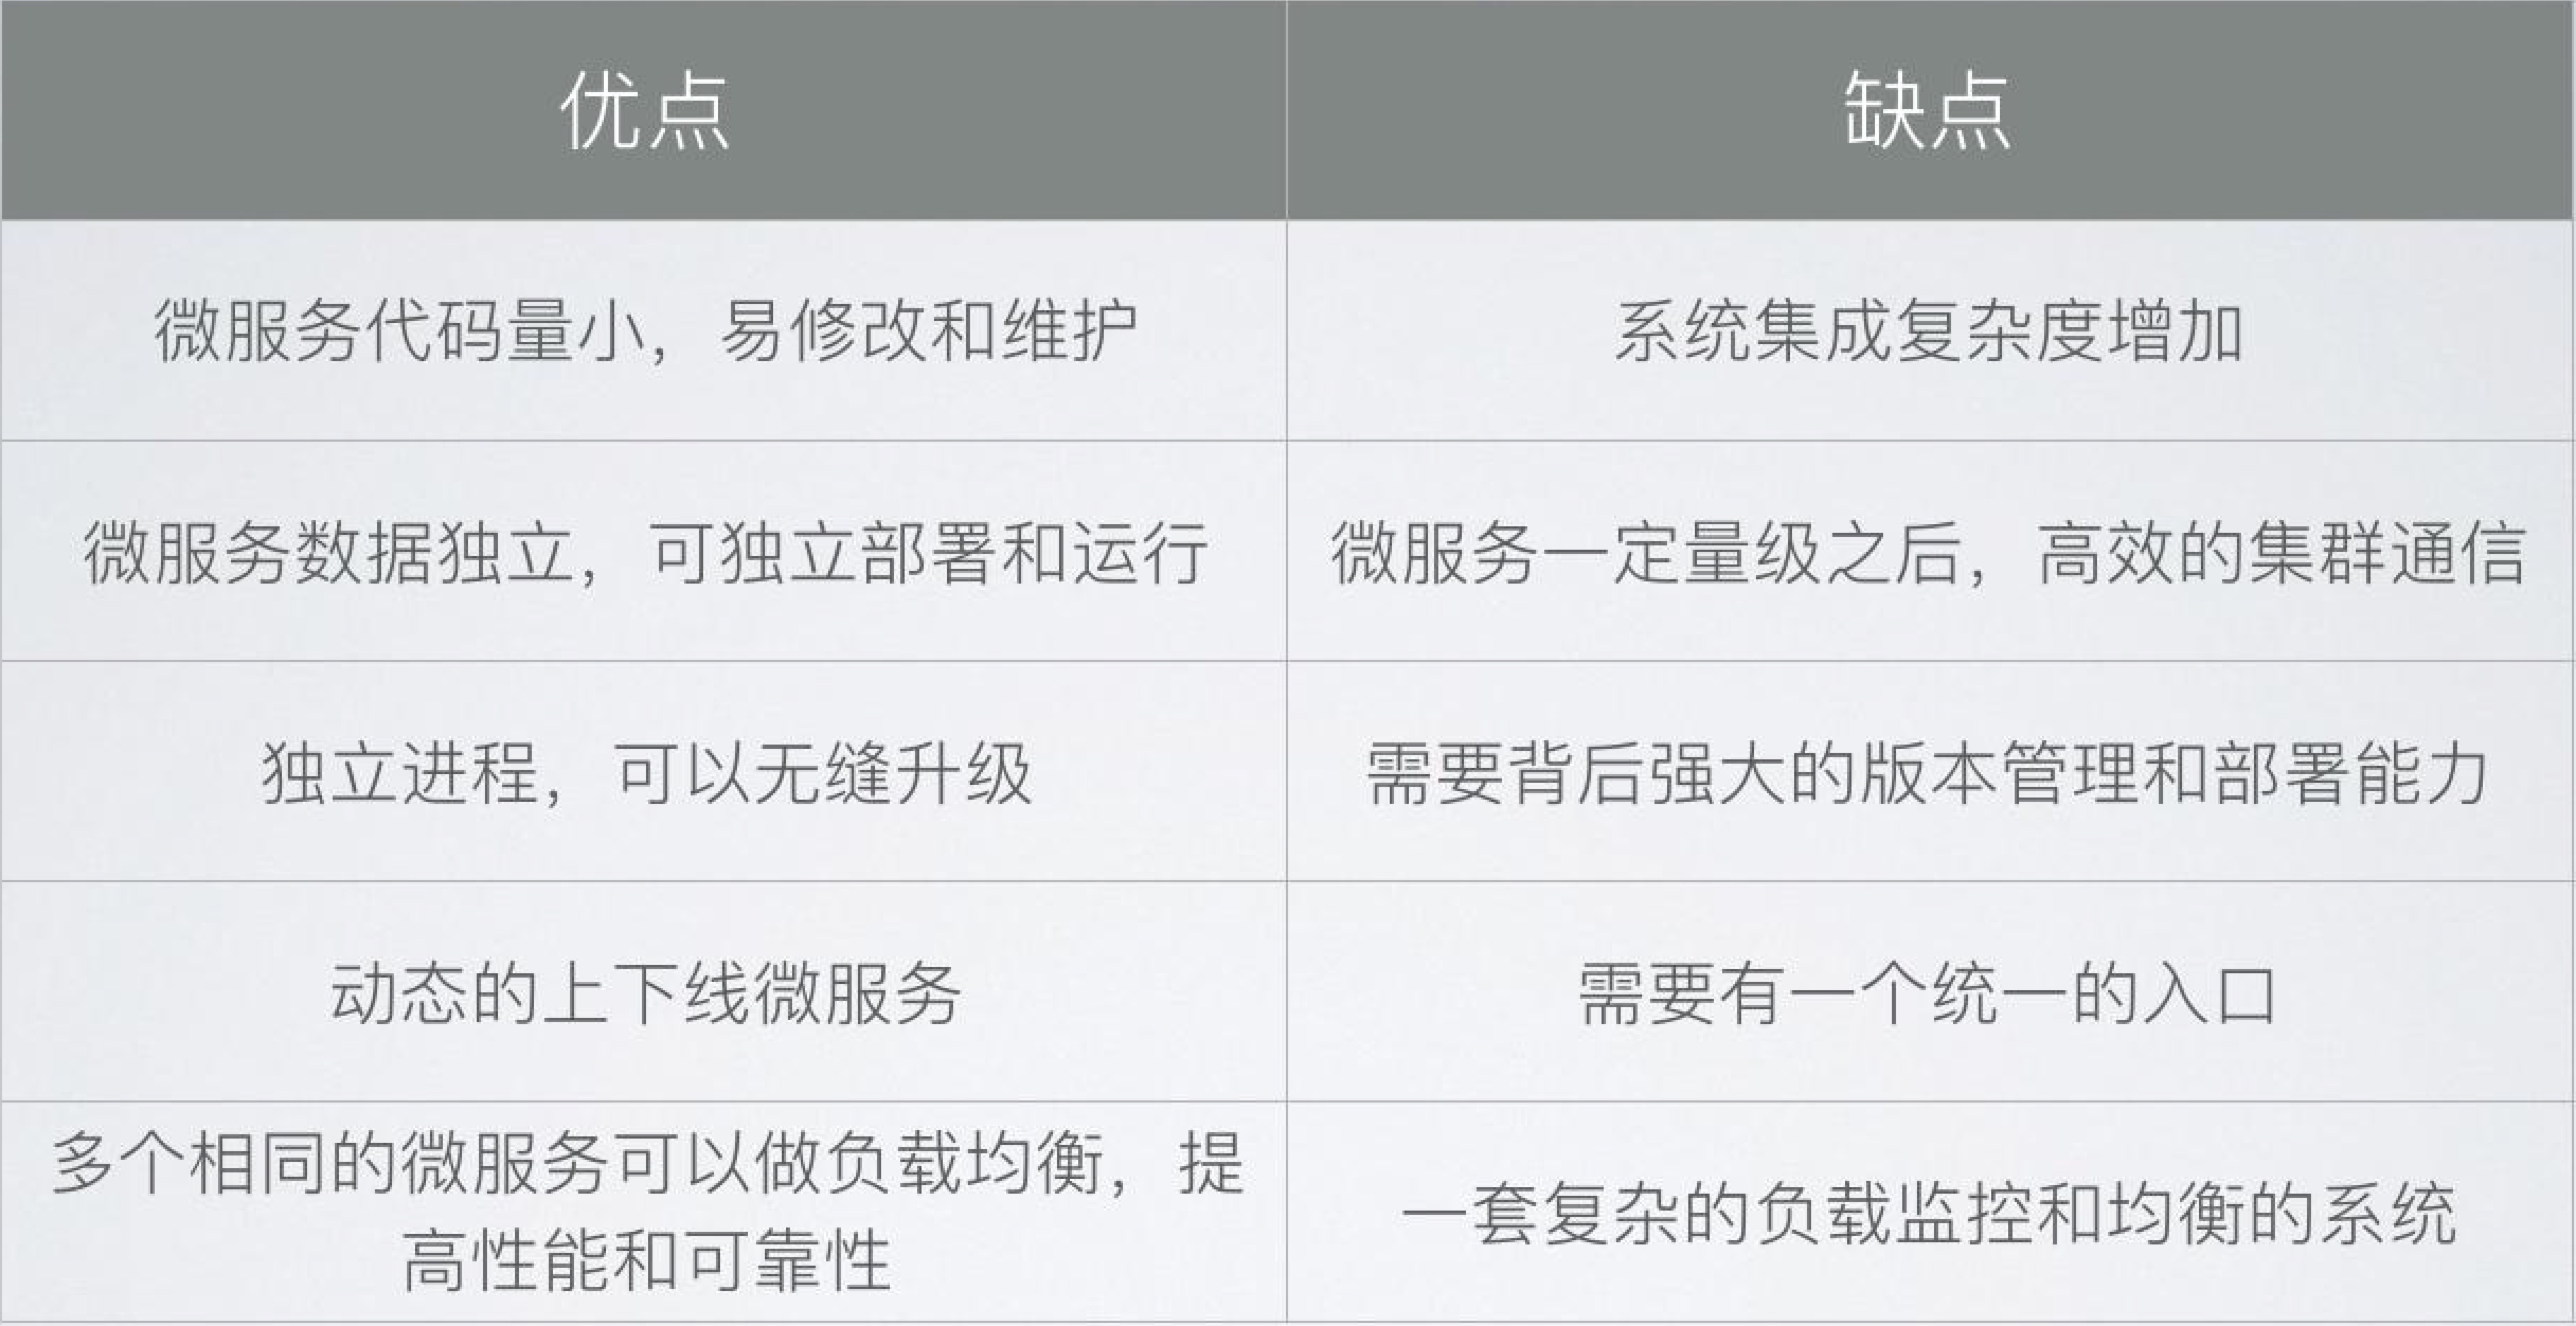 优点
缺点
微服务代码量小，易修改和维护
系统集成复杂度增加
微服务数据独立，可独立部署和运行
微服务一定量级之后，高效的集群通信
独立进程，可以无缝升级
需要背后强大的版本管理和部署能力
动态的上下线微服务
需要有一个统一的入口
多个相同的微服务可以做负载均衡，提
高性能和可靠性
一套复杂的负载监控和均衡的系统